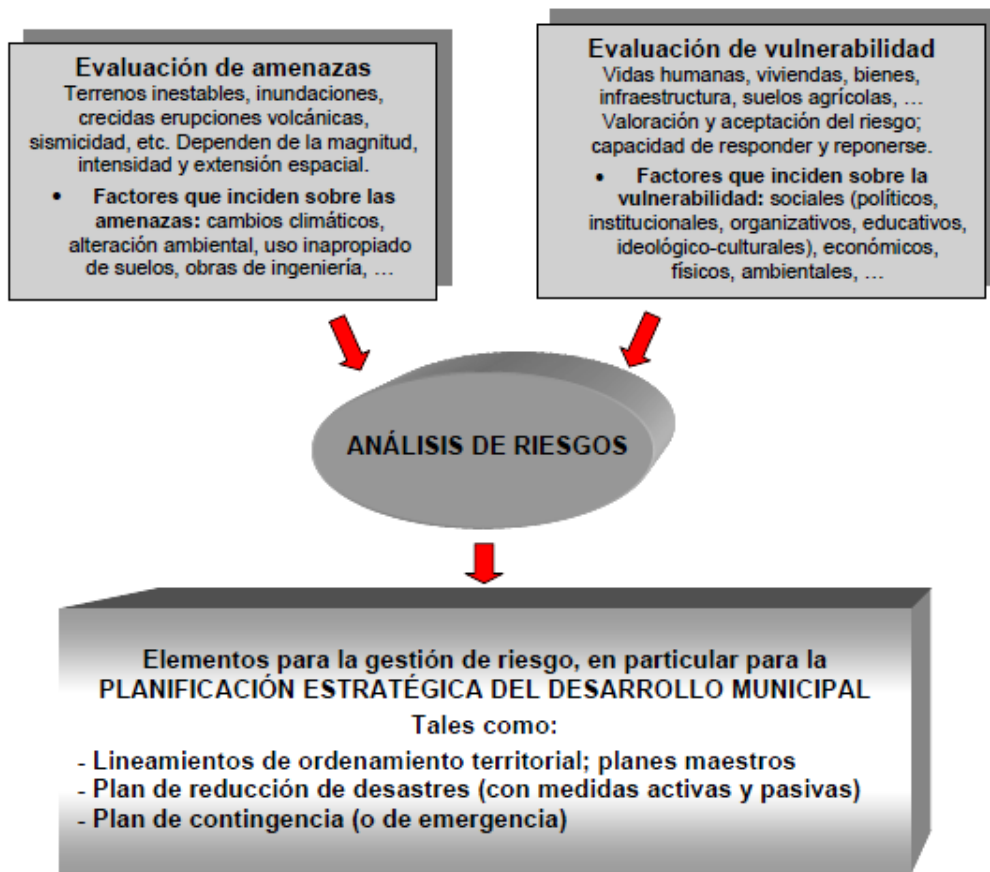 Evaluación de amenazas
Terrenos inestables, inundaciones,
crecidas erupciones volcánicas,
sismicidad, etc. Dependen de la magnitud,
intensidad y extensión espacial.
• Factores que inciden sobre las
amenazas: cambios climáticos,
alteración ambiental, uso inapropiado
de suelos, obras de ingeniería, …
Evaluación de vulnerabilidad
Vidas humanas, viviendas, bienes,
infraestructura, suelos agrícolas, …
Valoración y aceptación del riesgo;
capacidad de responder y reponerse.
• Factores que inciden sobre la
vulnerabilidad: sociales (políticos,
institucionales, organizativos, educativos,
ideológico-culturales), económicos,
físicos, ambientales, …
ANÁLISIS DE RIESGOS
Elementos para la gestión de riesgo, en particular para la
PLANIFICACIÓN ESTRATÉGICA DEL DESARROLLO MUNICIPAL
Tales como:
- Lineamientos de ordenamiento territorial; planes maestros
- Plan de reducción de desastres (con medidas activas y pasivas)
- Plan de contingencia (o de emergencia)